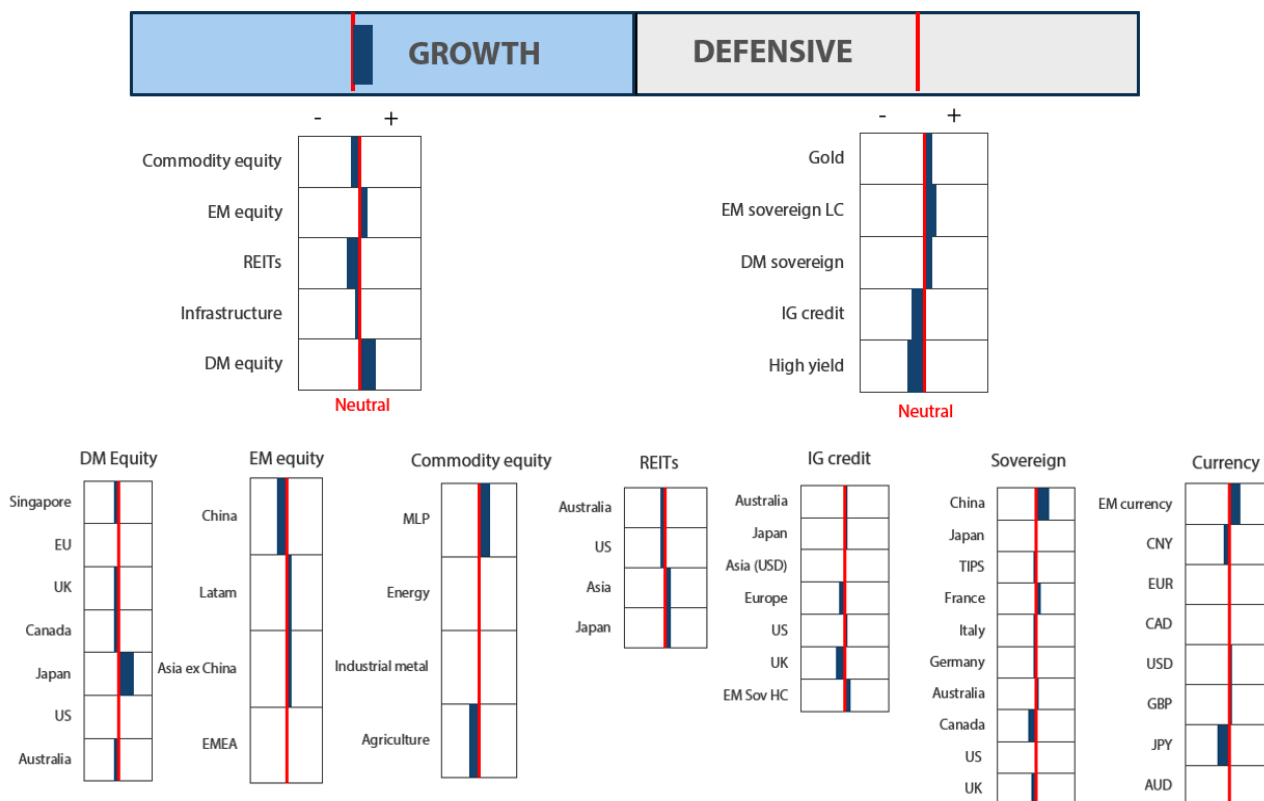 GROWTH DEFENSIVE
- +
- +
Commodity equity
EM equity
REITs
Infrastructure
DM equity
Neutral
Gold
EM sovereign LC
DM sovereign
IG credit
High yield
Neutral
DM Equity
Singapore
EU
UK
Canada
Japan
US
Australia
EM equity
China
Latam
Asia ex China
EMEA
Commodity equity
MLP
Energy
Industrial metal
Agriculture
REITs
Australia
US
Asia
Japan
IG credit
Australia
Japan
Asia (USD)
Europe
US
UK
EM Sov HC
Sovereign
China
Japan
TIPS
France
Italy
Germany
Australia
Canada
US
UK
Currency
EM currency
CNY
EUR
CAD
USD
GBP
JPY
AUD